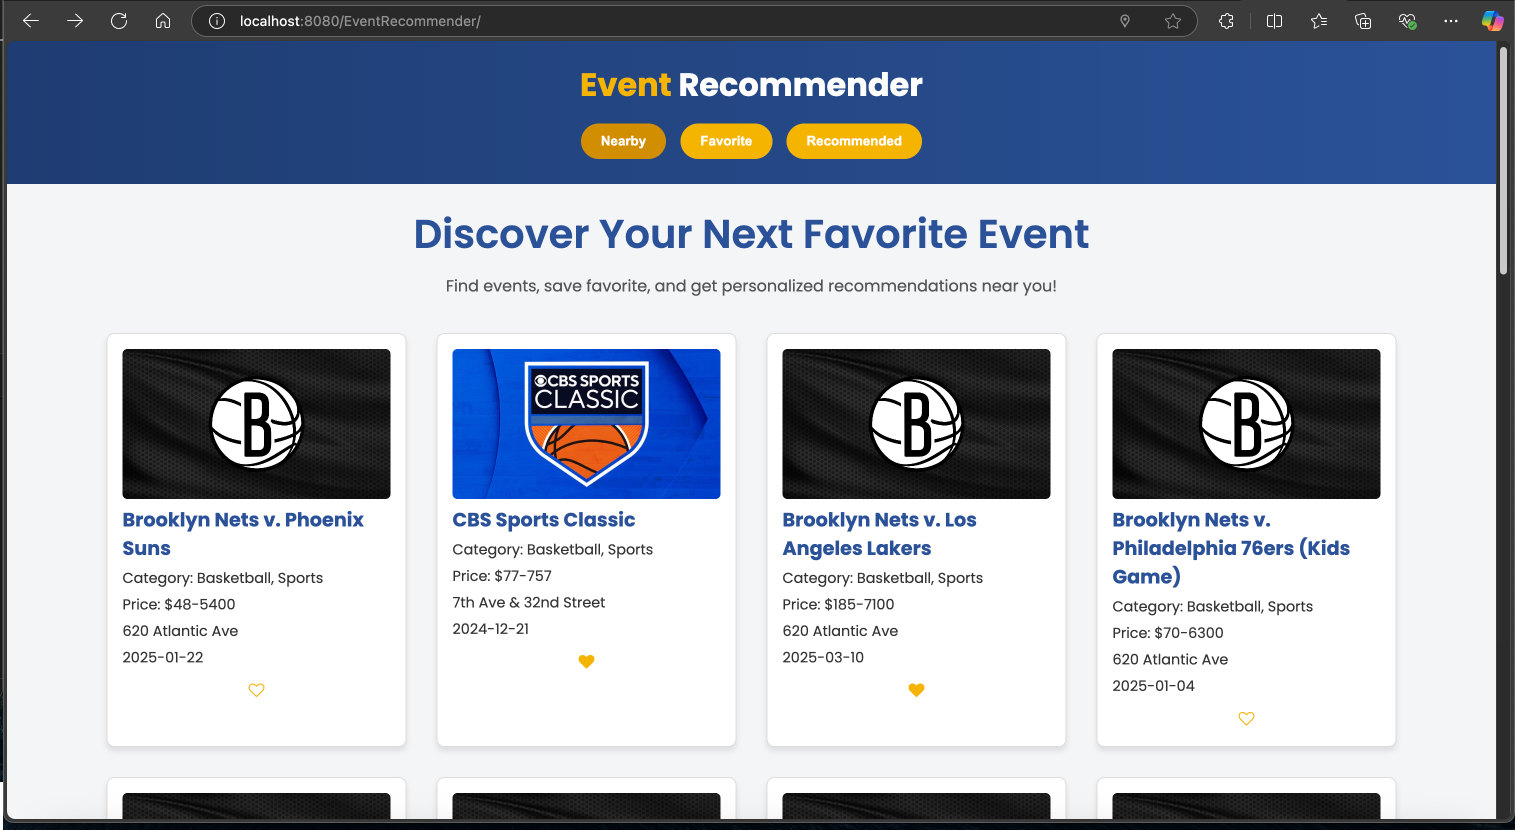 localhost:8080/EventRecommender/
Event Recommender
Nearby
Favorite
Recommended
Discover Your Next Favorite Event
Find events, save favorite, and get personalized recommendations near you!
B
Brooklyn Nets v. Phoenix
Suns
Category: Basketball, Sports
Price: $48-5400
620 Atlantic Ave
2025-01-22
CBS SPORTS
CLASSIC
CBS Sports Classic
Category: Basketball, Sports
Price: $77-757
7th Ave & 32nd Street
2024-12-21
B
Brooklyn Nets v. Los
Angeles Lakers
Category: Basketball, Sports
Price: $185-7100
620 Atlantic Ave
2025-03-10
B
Brooklyn Nets v.
Philadelphia 76ers (Kids
Game)
Category: Basketball, Sports
Price: $70-6300
620 Atlantic Ave
2025-01-04